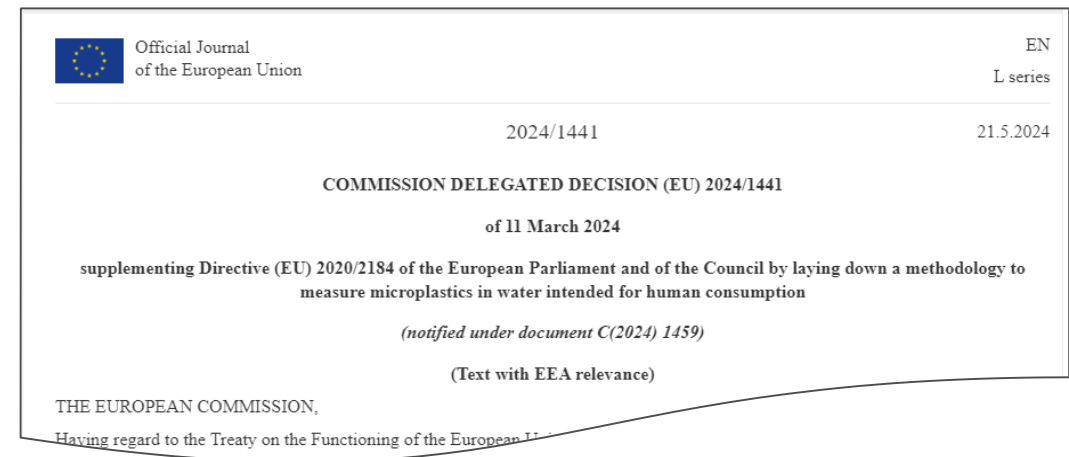 Official Journal
of the European Union
EN
L series
2024/1441
21.5.2024
COMMISSION DELEGATED DECISION (EU) 2024/1441
of 11 March 2024
supplementing Directive (EU) 2020/2184 of the European Parliament and of the Council by laying down a methodology to
measure microplastics in water intended for human consumption
(notified under document C(2024) 1459)
(Text with EEA relevance)
THE EUROPEAN COMMISSION,
Having regard to the Treaty on the Functioning of the European